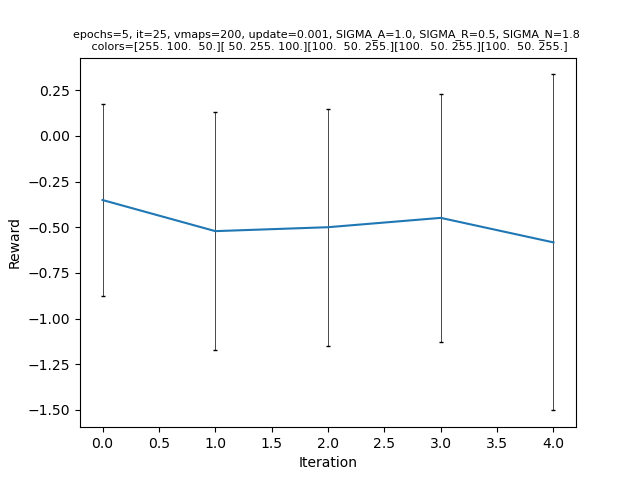 epochs=5, it=25, vmaps=200, update=0.001, SIGMA_A=1.0, SIGMA_R=0.5, SIGMA_N=1.8
colors=[255. 100.  50.][ 50. 255. 100.][100.  50. 255.][100.  50. 255.][100.  50. 255.]
0.25
0.00
−0.25
−0.50
−0.75
−1.00
−1.25
−1.50
Reward
0.0 0.5 1.0 1.5 2.0 2.5 3.0 3.5 4.0
Iteration